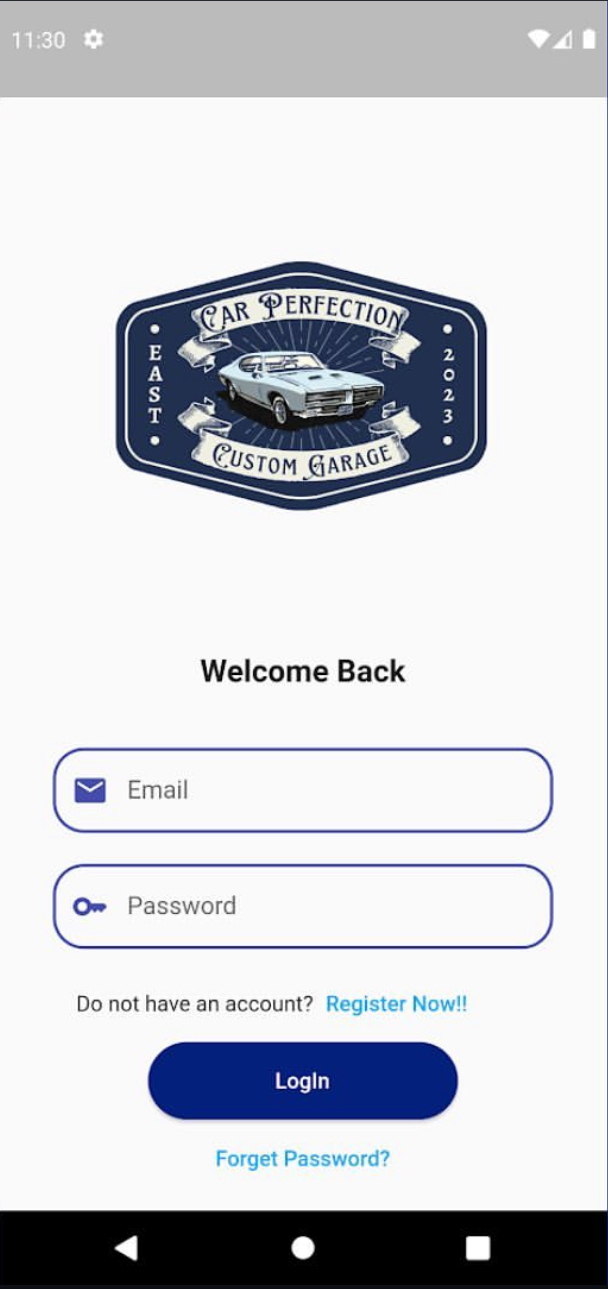 11:30
CAR PERFECTION
EAST
2023
CUSTOM GARAGE
Welcome Back
Email
Password
Do not have an account? Register Now!!
LogIn
Forget Password?